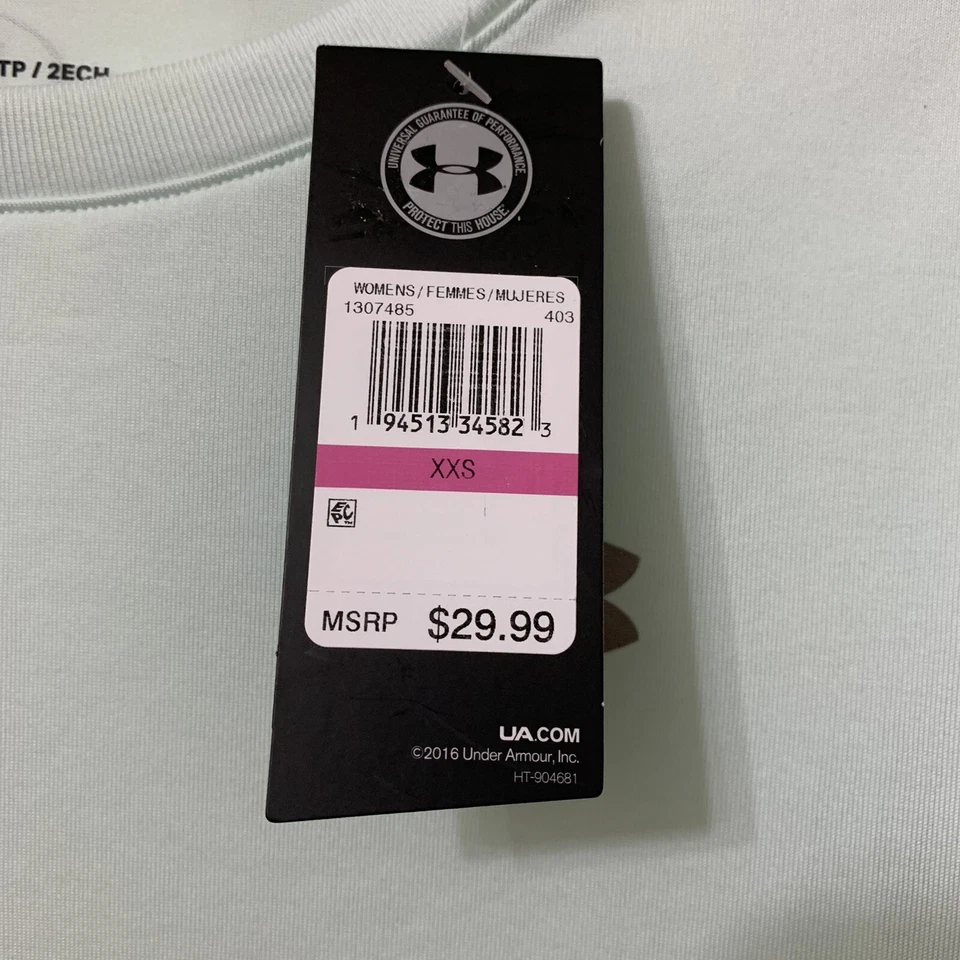 TP / 2ECH
UNIVERSAL GUARANTEE OF PERFORMANCE.
PROTECT THIS HOUSE.
WOMENS/FEMMES/MUJERES
1307485 403
1 94513 34582 3
XXS
EPC™
MSRP $29.99
UA.COM
©2016 Under Armour, Inc.
HT-904681